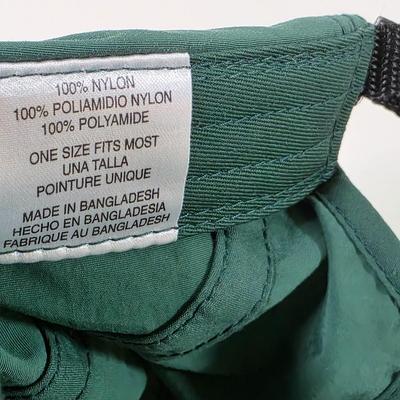 100% NYLON
100% POLIAMIDIO NYLON
100% POLYAMIDE
ONE SIZE FITS MOST
UNA TALLA
POINTURE UNIQUE
MADE IN BANGLADESH
HECHO EN BANGLADESIA
FABRIQUE AU BANGLADESH